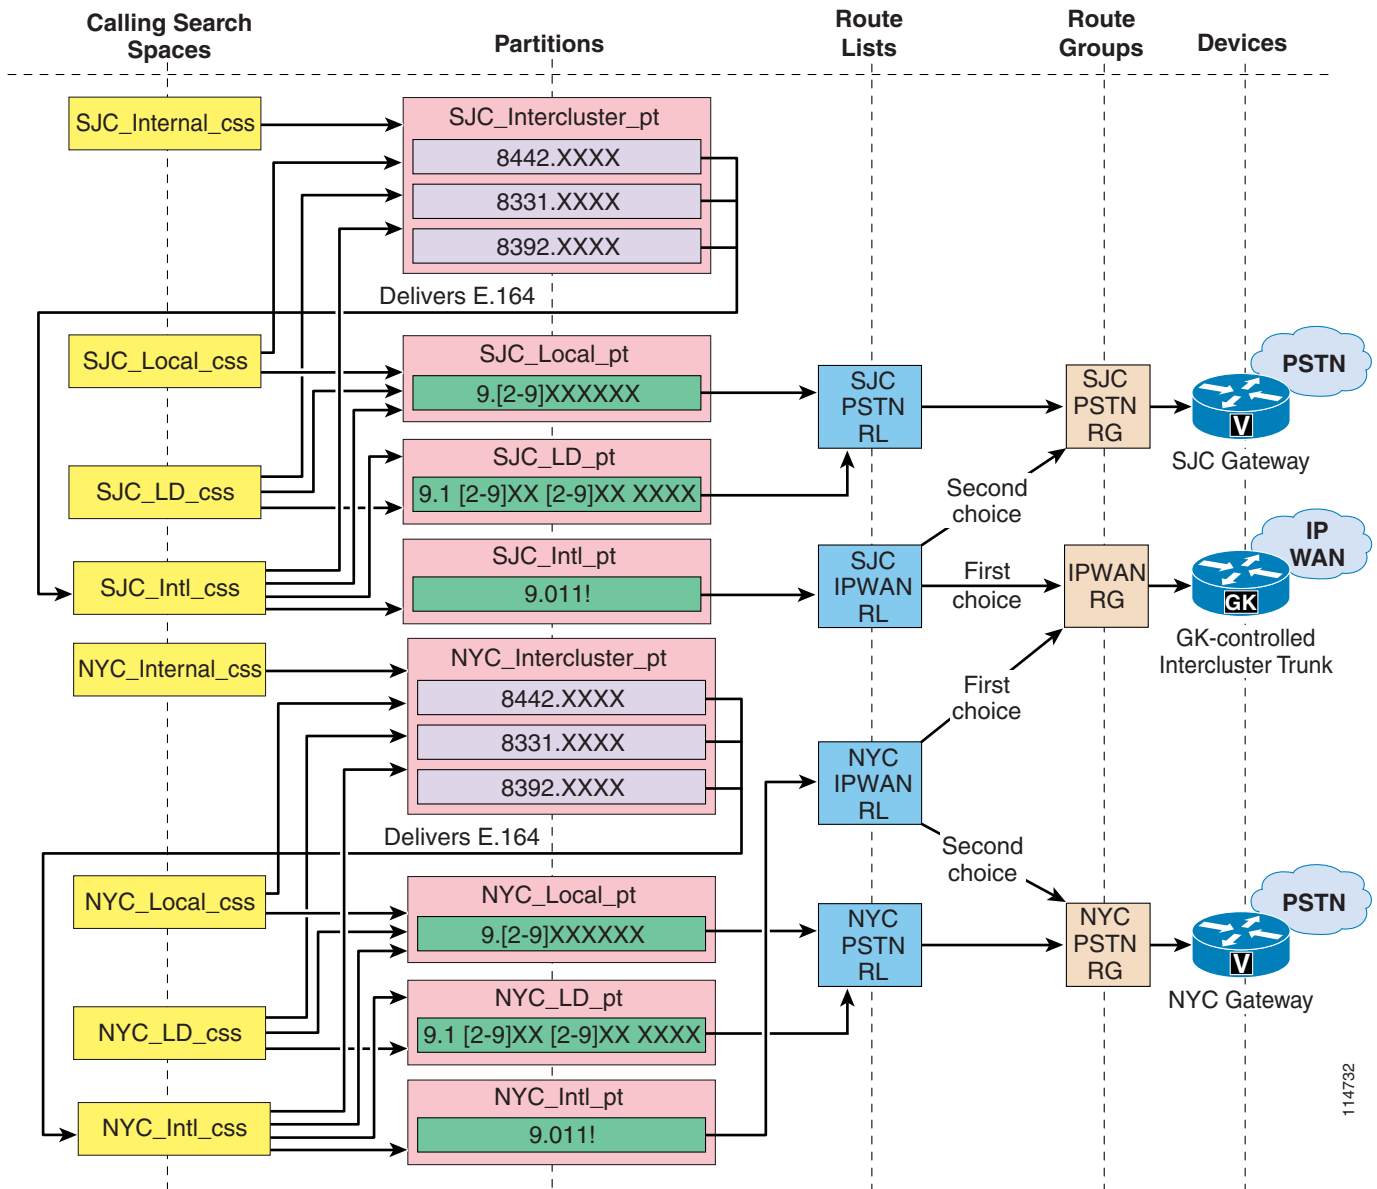 Calling Search
Spaces
Partitions
Route
Lists
Route
Groups
Devices
SJC_Internal_css
SJC_Intercluster_pt
8442.XXXX
8331.XXXX
8392.XXXX
Delivers E.164
SJC_Local_css
SJC_Local_pt
9.[2-9]XXXXXX
SJC
PSTN
RL
SJC
PSTN
RG
PSTN
SJC Gateway
SJC_LD_css
SJC_LD_pt
9.1 [2-9]XX [2-9]XX XXXX
Second
choice
SJC_Intl_css
SJC_Intl_pt
9.011!
SJC
IPWAN
RL
First
choice
IPWAN
RG
IP
WAN
GK
GK-controlled
Intercluster Trunk
V
NYC_Internal_css
NYC_Intercluster_pt
8442.XXXX
8331.XXXX
8392.XXXX
First
choice
NYC
IPWAN
RL
Delivers E.164
Second
choice
NYC_Local_css
NYC_Local_pt
9.[2-9]XXXXXX
NYC
PSTN
RL
NYC
PSTN
RG
PSTN
V
NYC Gateway
NYC_LD_css
NYC_LD_pt
9.1 [2-9]XX [2-9]XX XXXX
NYC_Intl_css
NYC_Intl_pt
9.011!
114732